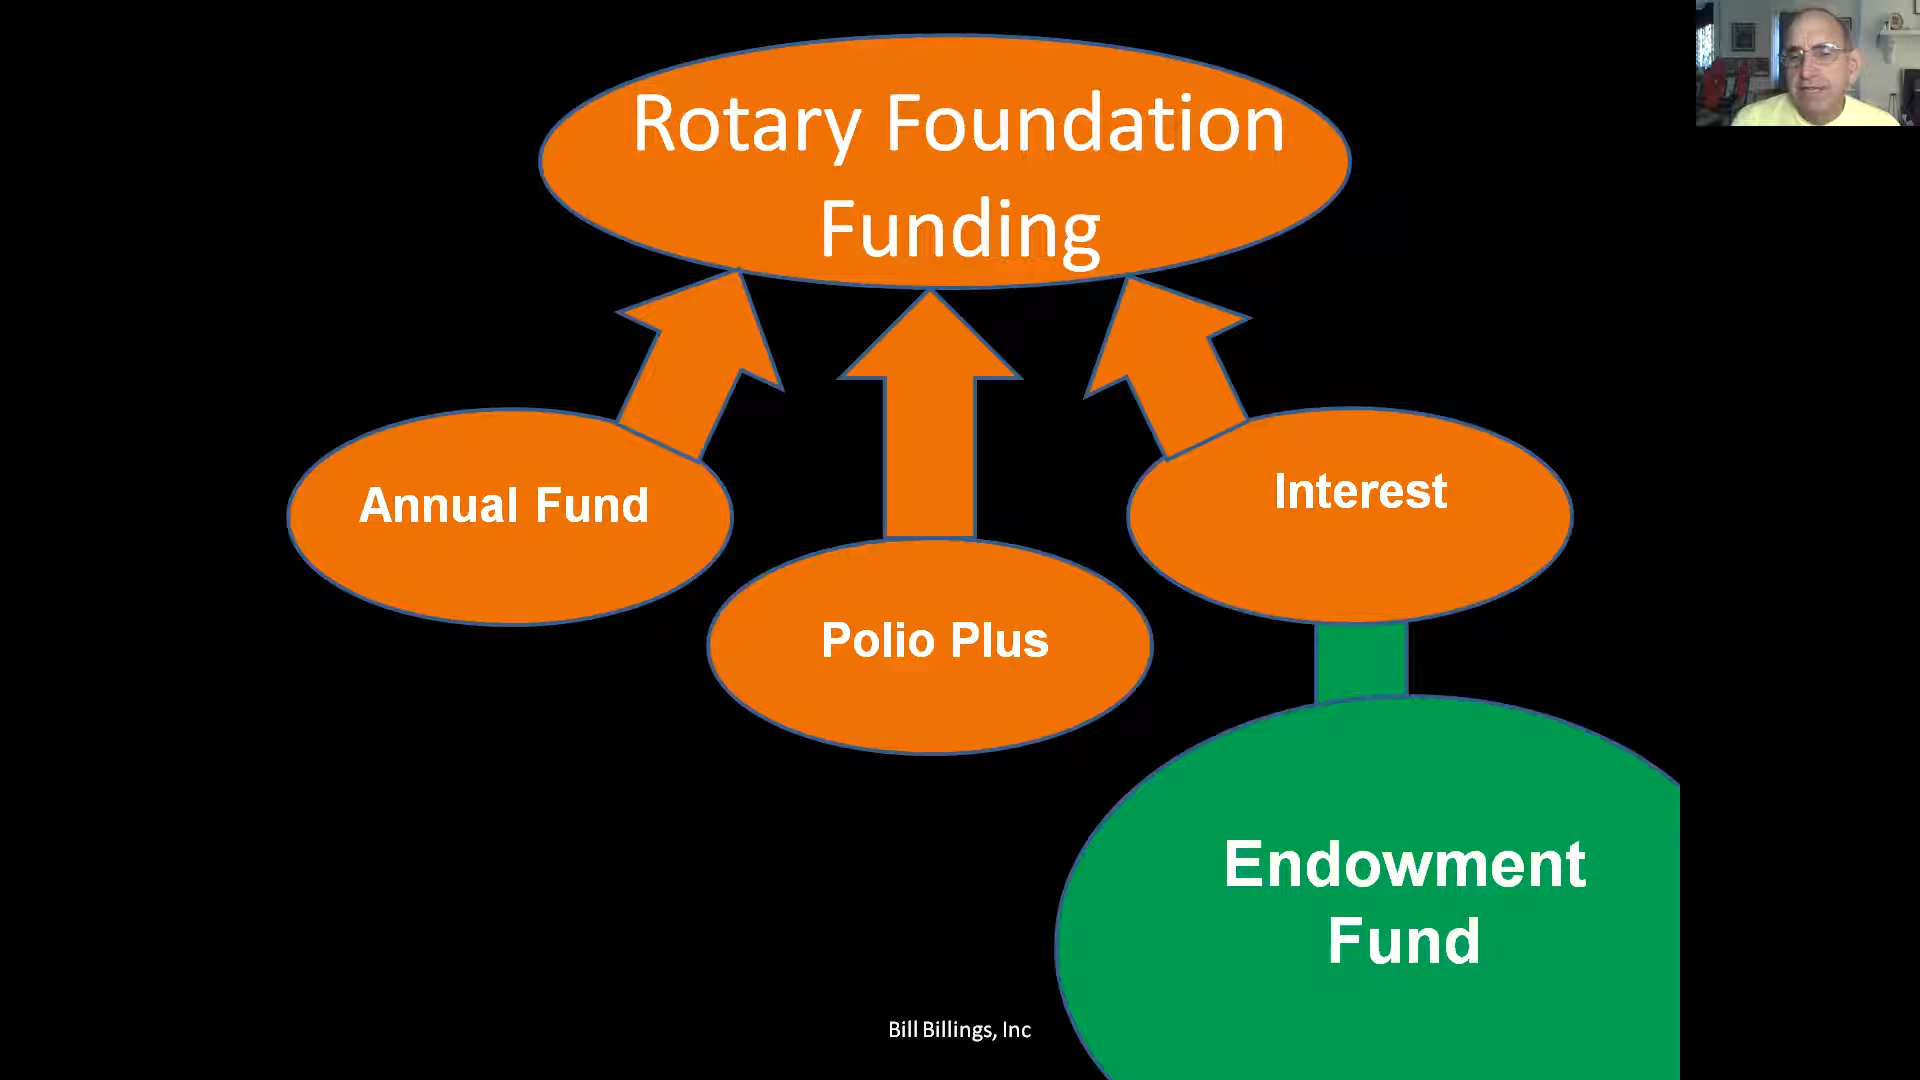 Rotary Foundation
Funding
Annual Fund
Interest
Polio Plus
Endowment
Fund
Bill Billings, Inc